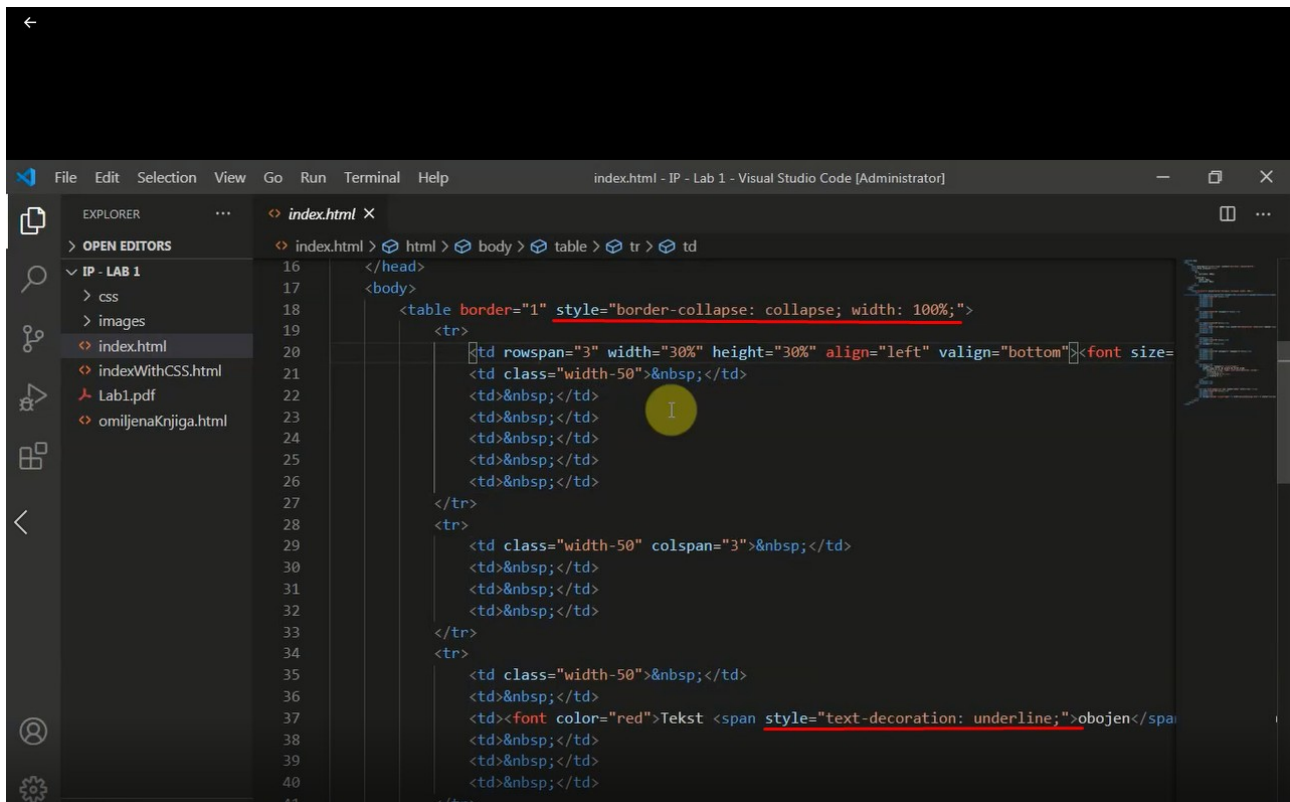 File Edit Selection View Go Run Terminal Help index.html - IP - Lab 1 - Visual Studio Code [Administrator]
EXPLORER ··· index.html ...
> OPEN EDITORS
index.html > html > body > table > tr > td
IP - LAB 1
> css
> images
index.html
indexWithCSS.html
Lab1.pdf
omiljenaKnjiga.html
16 </head>
17 <body>
18 <table border="1" style="border-collapse: collapse; width: 100%;">
19 <tr>
20 <td rowspan="3" width="30%" height="30%" align="left" valign="bottom"><font size=
21 <td class="width-50">&nbsp;</td>
22 <td>&nbsp;</td>
23 <td>&nbsp;</td>
24 <td>&nbsp;</td>
25 <td>&nbsp;</td>
26 <td>&nbsp;</td>
27 </tr>
28 <tr>
29 <td class="width-50" colspan="3">&nbsp;</td>
30 <td>&nbsp;</td>
31 <td>&nbsp;</td>
32 <td>&nbsp;</td>
33 </tr>
34 <tr>
35 <td class="width-50">&nbsp;</td>
36 <td>&nbsp;</td>
37 <td><font color="red">Tekst <span style="text-decoration: underline;">obojen</spa
38 <td>&nbsp;</td>
39 <td>&nbsp;</td>
40 <td>&nbsp;</td>